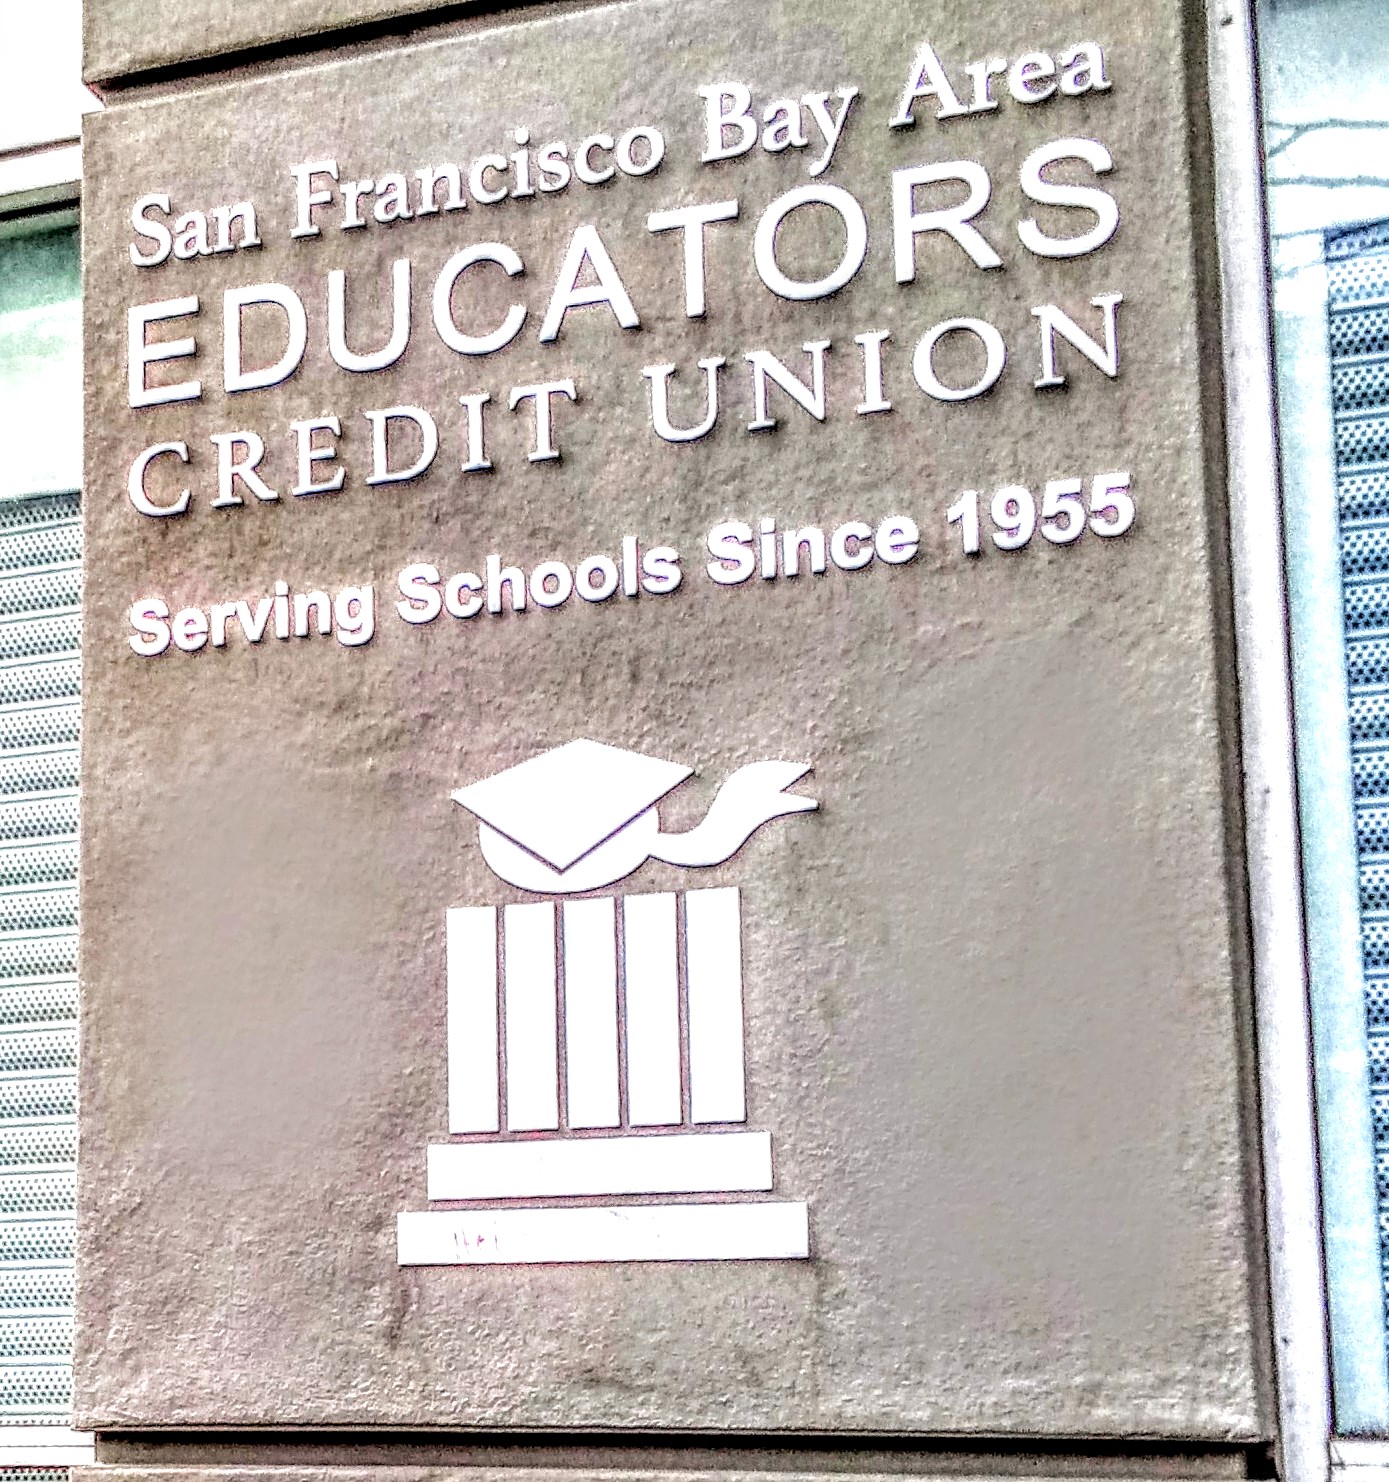 San Francisco Bay Area
EDUCATORS
CREDIT UNION
Serving Schools Since 1955